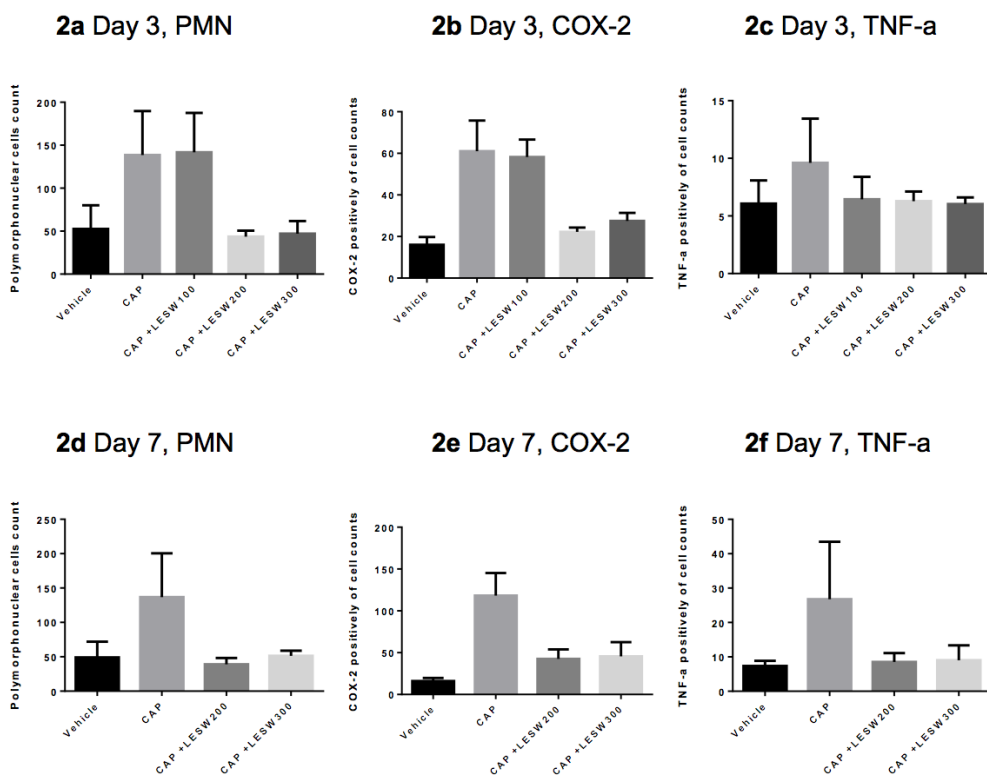 2a Day 3, PMN
Polymorphonuclear cells count
200
150
100
50
0
Vehicle
CAP
CAP +LESW100
CAP +LESW200
CAP +LESW300
2b Day 3, COX-2
COX-2 positively of cell counts
80
60
40
20
0
Vehicle
CAP
CAP +LESW100
CAP +LESW200
CAP +LESW300
2c Day 3, TNF-a
TNF-a positively of cell counts
15
10
5
0
Vehicle
CAP
CAP +LESW100
CAP +LESW200
CAP +LESW300
2d Day 7, PMN
Polymorphonuclear cells count
250
200
150
100
50
0
Vehicle
CAP
CAP +LESW200
CAP +LESW300
2e Day 7, COX-2
COX-2 positively of cell counts
200
150
100
50
0
Vehicle
CAP
CAP +LESW200
CAP +LESW300
2f Day 7, TNF-a
TNF-a positively of cell counts
50
40
30
20
10
0
Vehicle
CAP
CAP +LESW200
CAP +LESW300